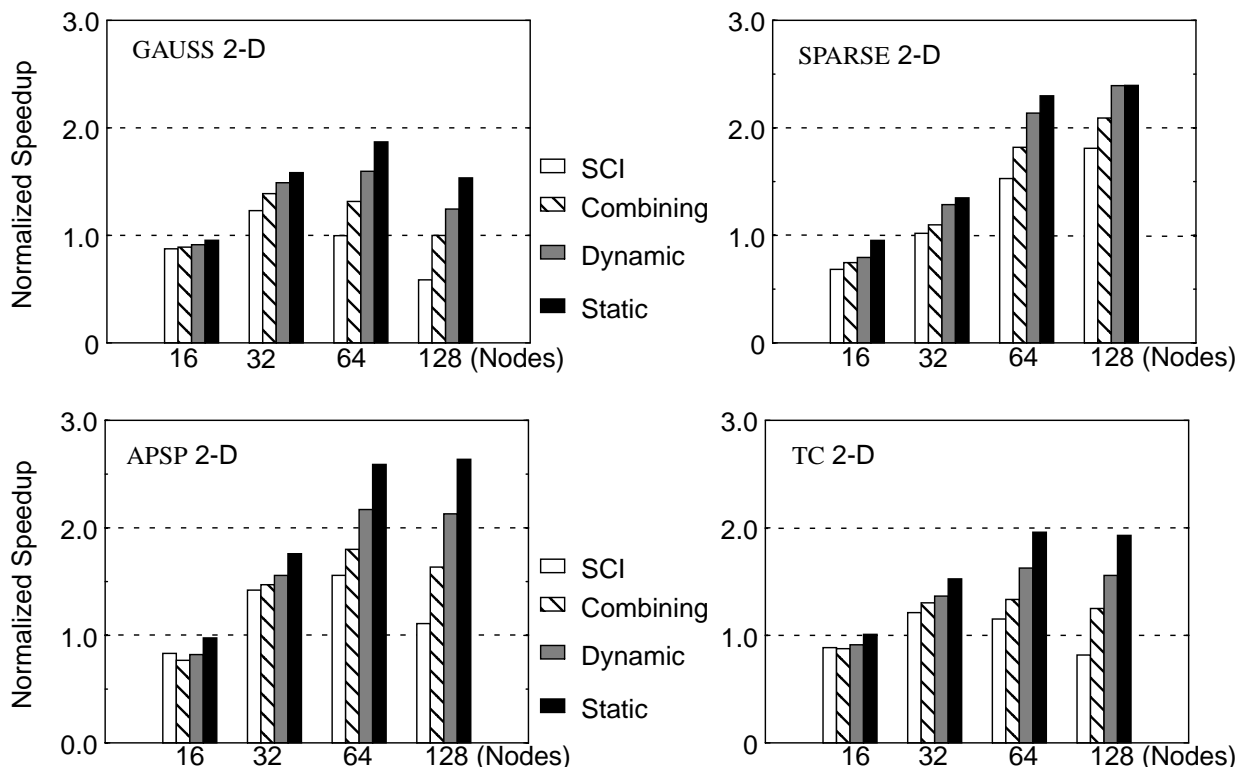 GAUSS 2-D
Normalized Speedup
3.0
2.0
1.0
0
16 32 64 128 (Nodes)
SCI
Combining
Dynamic
Static
SPARSE 2-D
3.0
2.0
1.0
0
16 32 64 128 (Nodes)
APSP 2-D
Normalized Speedup
3.0
2.0
1.0
0.0
16 32 64 128 (Nodes)
SCI
Combining
Dynamic
Static
TC 2-D
3.0
2.0
1.0
0
16 32 64 128 (Nodes)